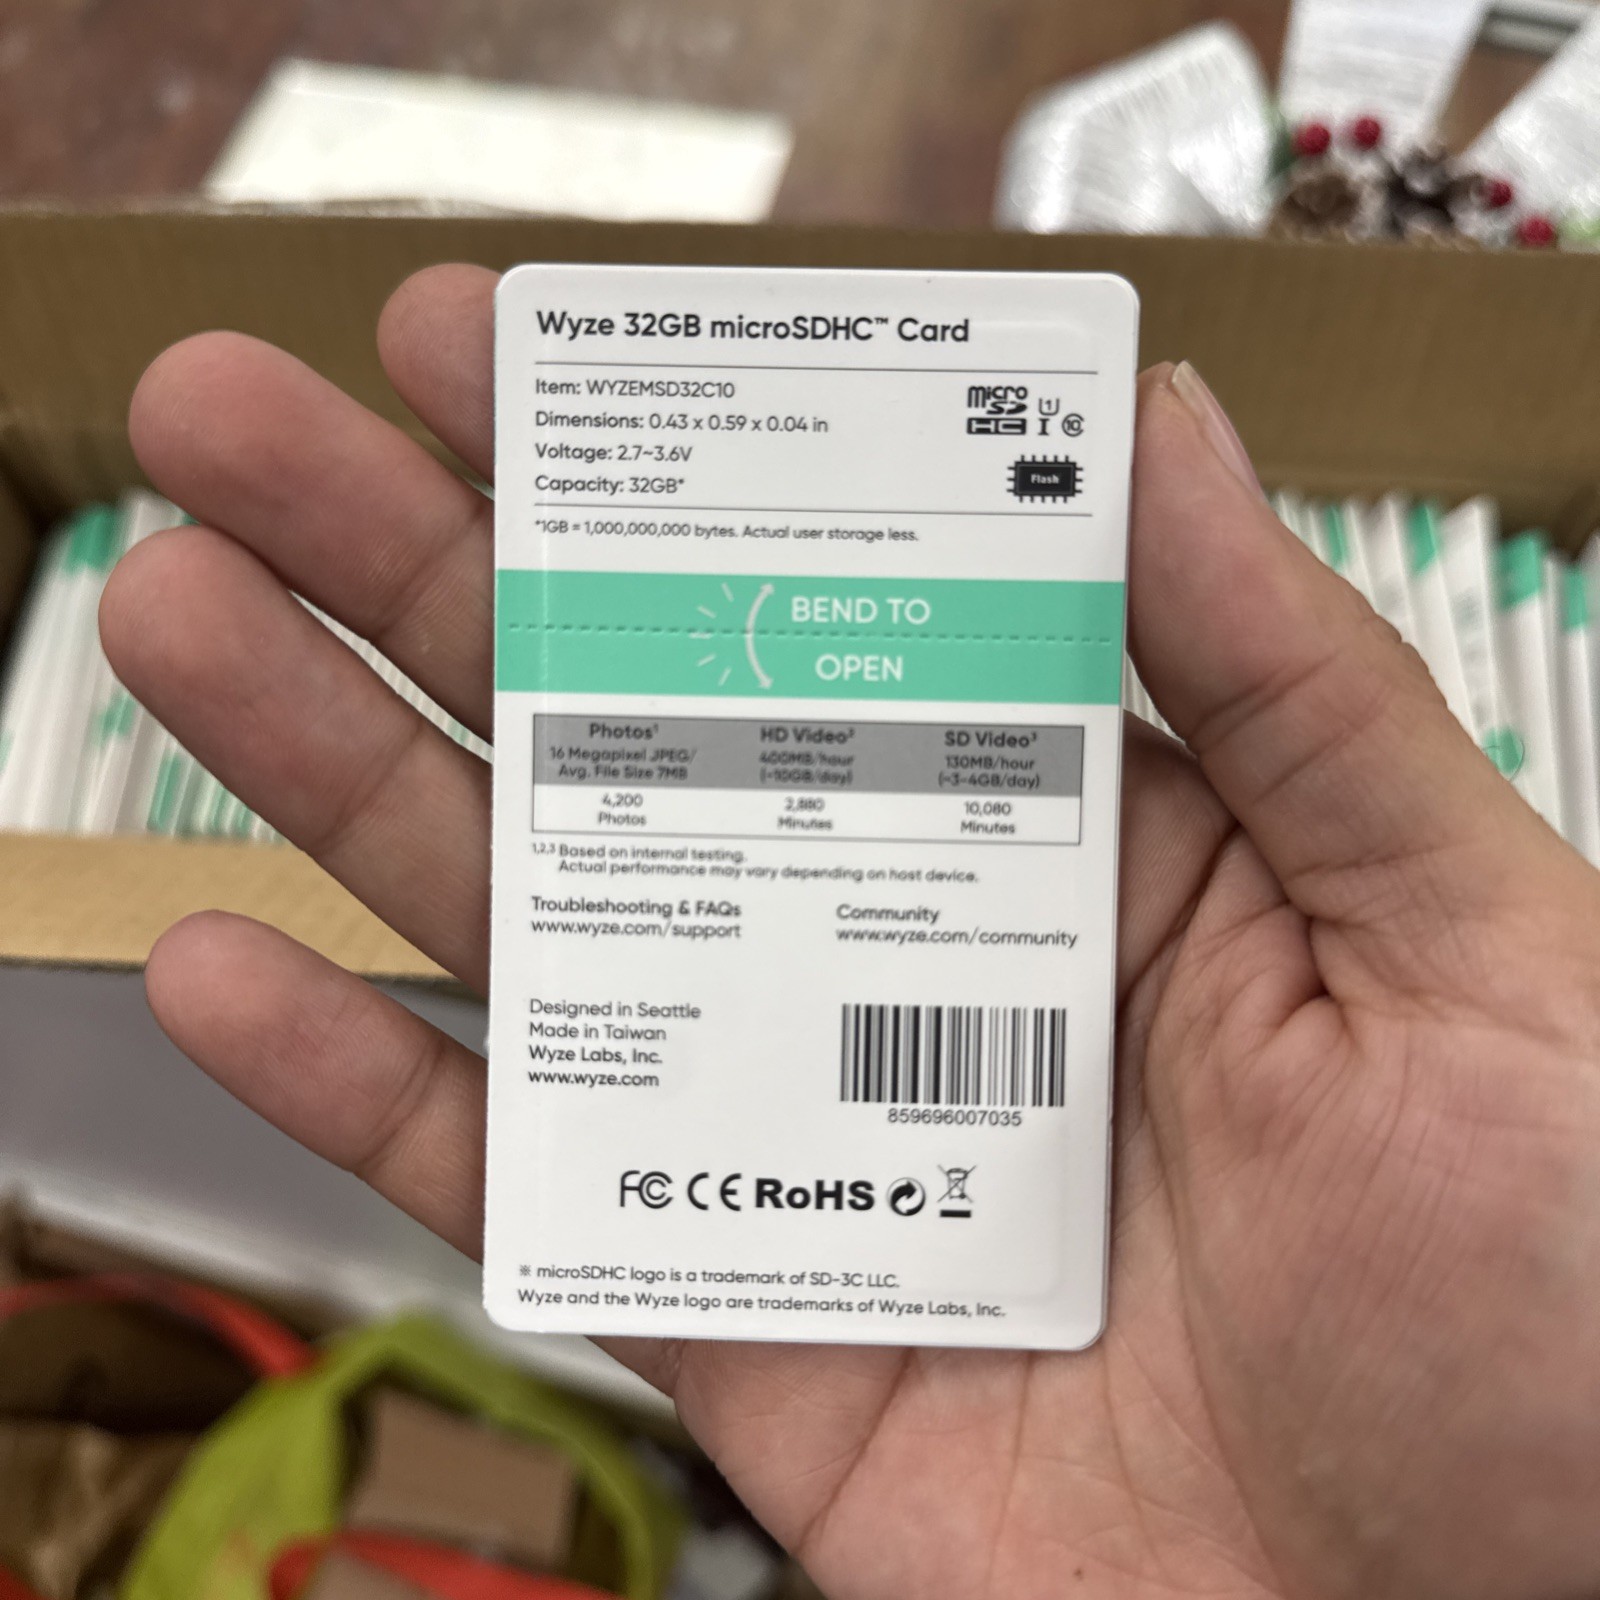 Wyze 32GB microSDHC™ Card
Item: WYZEMSD32C10
Dimensions: 0.43 x 0.59 x 0.04 in
Voltage: 2.7~3.6V
Capacity: 32GB*
micro
SD
HC I U1 10
Flash
*1GB = 1,000,000,000 bytes. Actual user storage less.
BEND TO
OPEN
Photos¹ HD Video² SD Video³
16 Megapixel JPEG/ 400MB/hour 130MB/hour
Avg. File Size 7MB (~10GB/day) (~3-4GB/day)
4,200 2,880 10,080
Photos Minutes Minutes
1,2,3 Based on internal testing.
Actual performance may vary depending on host device.
Troubleshooting & FAQs
www.wyze.com/support
Community
www.wyze.com/community
Designed in Seattle
Made in Taiwan
Wyze Labs, Inc.
www.wyze.com
859696007035
FC CE RoHS
※ microSDHC logo is a trademark of SD-3C LLC.
Wyze and the Wyze logo are trademarks of Wyze Labs, Inc.